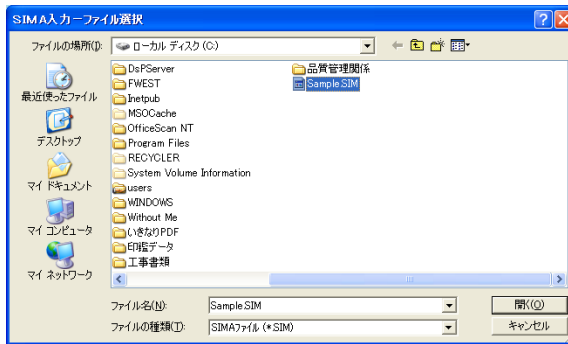 SIMA入力-ファイル選択
ファイルの場所(I):
ローカル ディスク (C:)
最近使ったファイル
デスクトップ
マイ ドキュメント
マイ コンピュータ
マイ ネットワーク
DsPServer
FWEST
Inetpub
MSOCache
OfficeScan NT
Program Files
RECYCLER
System Volume Information
users
WINDOWS
Without Me
いきなりPDF
印鑑データ
工事書類
品質管理関係
Sample.SIM
ファイル名(N):
Sample.SIM
開く(O)
ファイルの種類(T):
SIMAファイル (*.SIM)
キャンセル